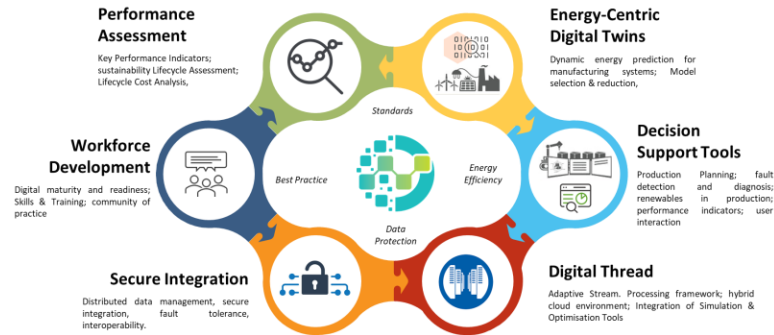 Performance
Assessment
Key Performance Indicators;
sustainability Lifecycle Assessment;
Lifecycle Cost Analysis,
Energy-Centric
Digital Twins
Dynamic energy prediction for
manufacturing systems; Model
selection & reduction,
Workforce
Development
Digital maturity and readiness;
Skills & Training; community of
practice
Decision
Support Tools
Production Planning; fault
detection and diagnosis;
renewables in production;
performance indicators; user
interaction
Secure Integration
Distributed data management, secure
integration, fault tolerance,
interoperability.
Digital Thread
Adaptive Stream. Processing framework; hybrid
cloud environment; Integration of Simulation &
Optimisation Tools
Standards
Best Practice
Energy
Efficiency
Data
Protection